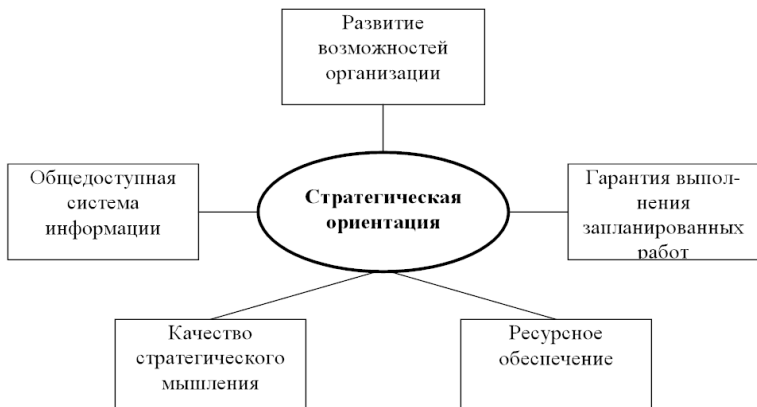 Развитие
возможностей
организации
Общедоступная
система
информации
Стратегическая
ориентация
Гарантия выпол-
нения
запланированных
работ
Качество
стратегического
мышления
Ресурсное
обеспечение